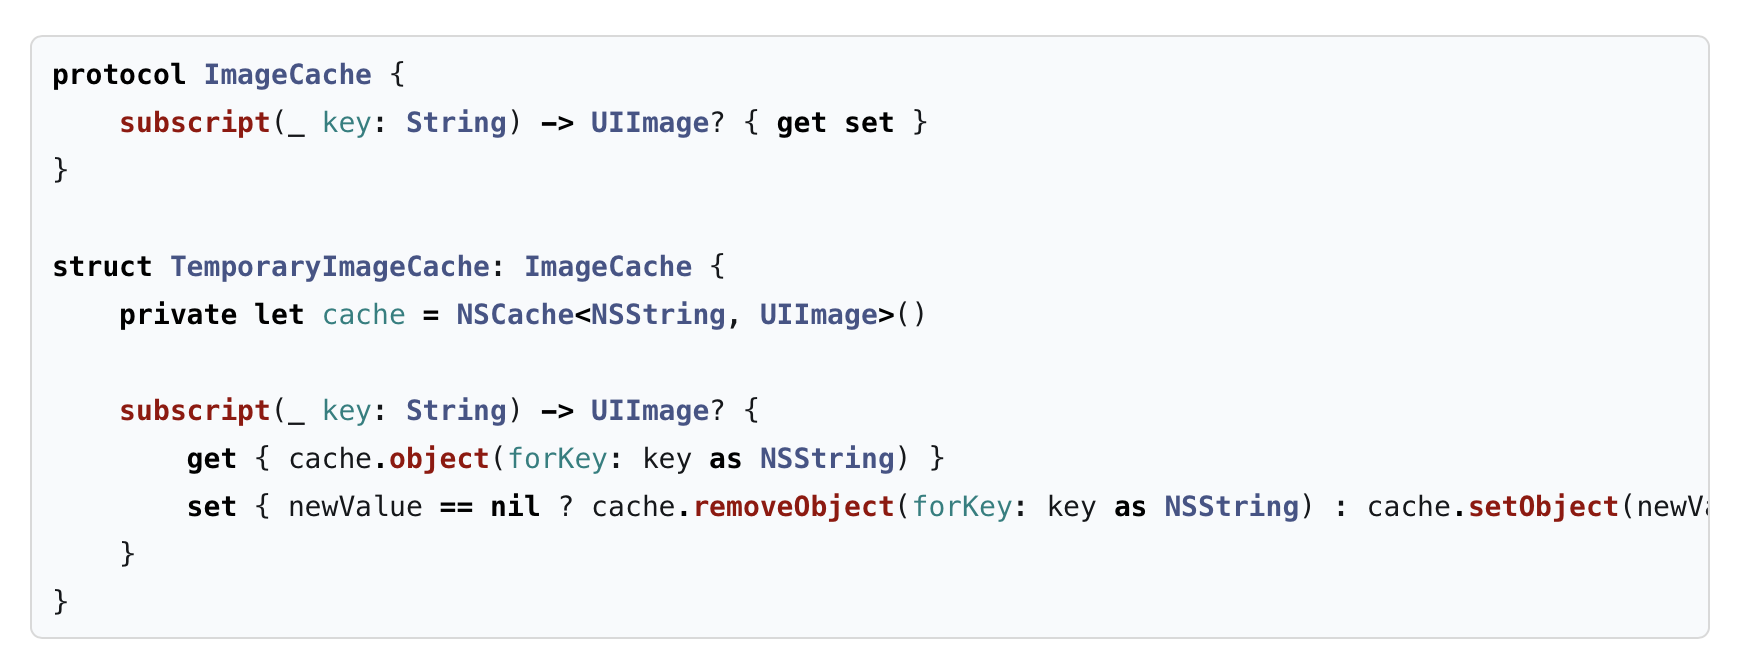 protocol ImageCache {
    subscript(_ key: String) -> UIImage? { get set }
}

struct TemporaryImageCache: ImageCache {
    private let cache = NSCache<NSString, UIImage>()

    subscript(_ key: String) -> UIImage? {
        get { cache.object(forKey: key as NSString) }
        set { newValue == nil ? cache.removeObject(forKey: key as NSString) : cache.setObject(
    }
}